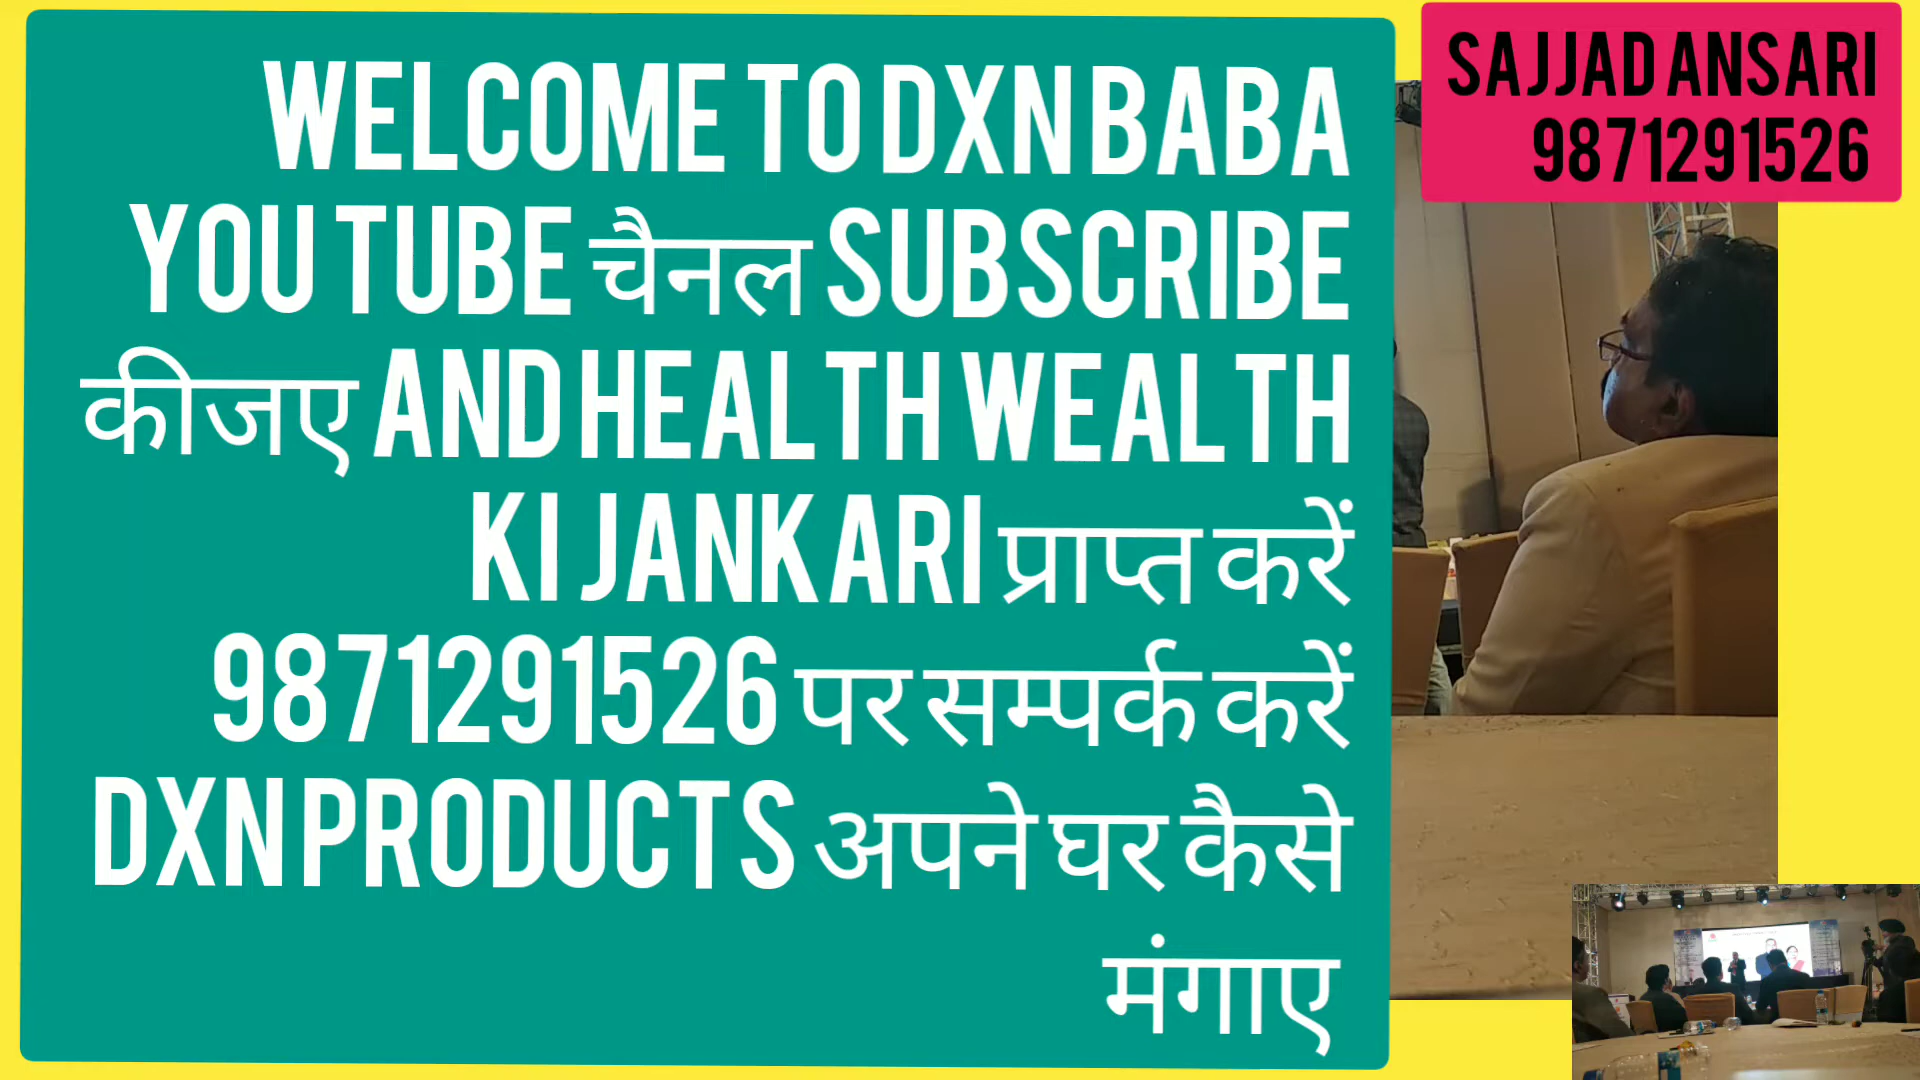 WELCOME TO DXN BABA
YOU TUBE चैनल SUBSCRIBE
कीजए AND HEALTH WEALTH
KI JANKARI प्राप्त करें
9871291526 पर सम्पर्क करें
DXN PRODUCTS अपने घर कैसे
मंगाए
SAJJAD ANSARI
9871291526